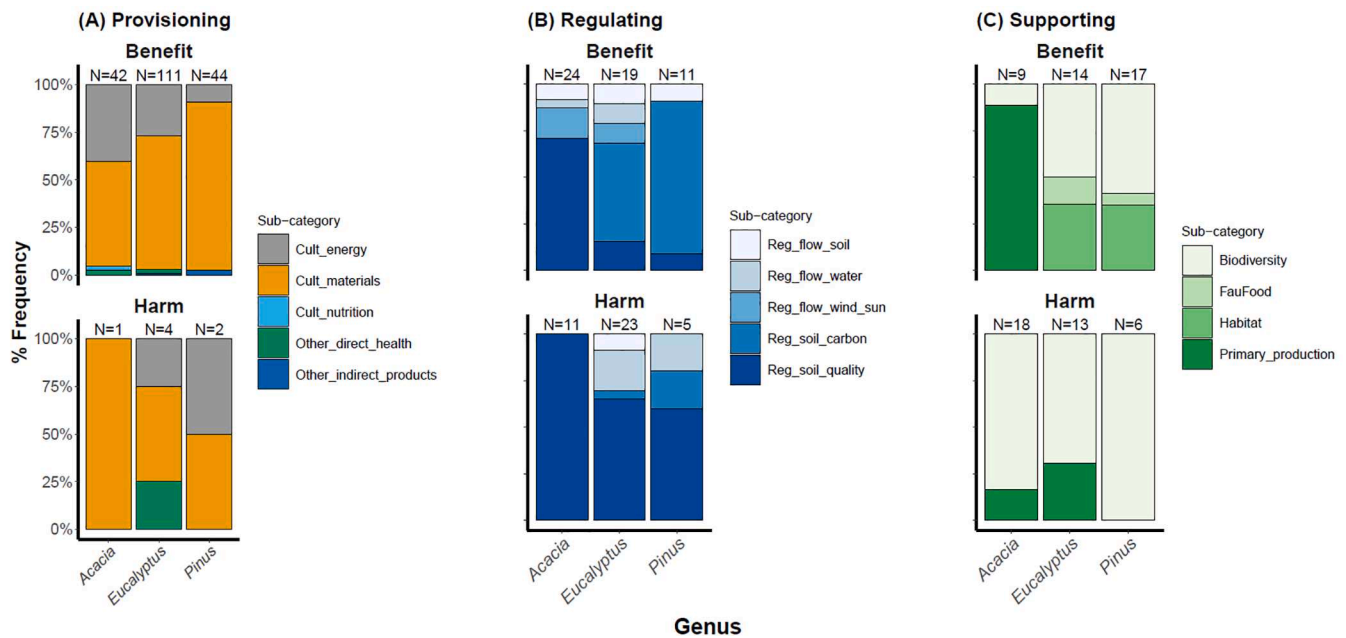 (A) Provisioning
Benefit
N=42 N=111 N=44
100%
75%
50%
25%
0%
Harm
N=1 N=4 N=2
100%
75%
50%
25%
0%
Acacia
Eucalyptus
Pinus
% Frequency
Sub-category
Cult_energy
Cult_materials
Cult_nutrition
Other_direct_health
Other_indirect_products
(B) Regulating
Benefit
N=24 N=19 N=11
Harm
N=11 N=23 N=5
Acacia
Eucalyptus
Pinus
Sub-category
Reg_flow_soil
Reg_flow_water
Reg_flow_wind_sun
Reg_soil_carbon
Reg_soil_quality
(C) Supporting
Benefit
N=9 N=14 N=17
Harm
N=18 N=13 N=6
Acacia
Eucalyptus
Pinus
Sub-category
Biodiversity
FauFood
Habitat
Primary_production
Genus